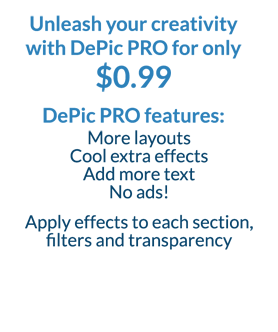 Unleash your creativity
with DePic PRO for only
$0.99
DePic PRO features:
More layouts
Cool extra effects
Add more text
No ads!
Apply effects to each section,
filters and transparency